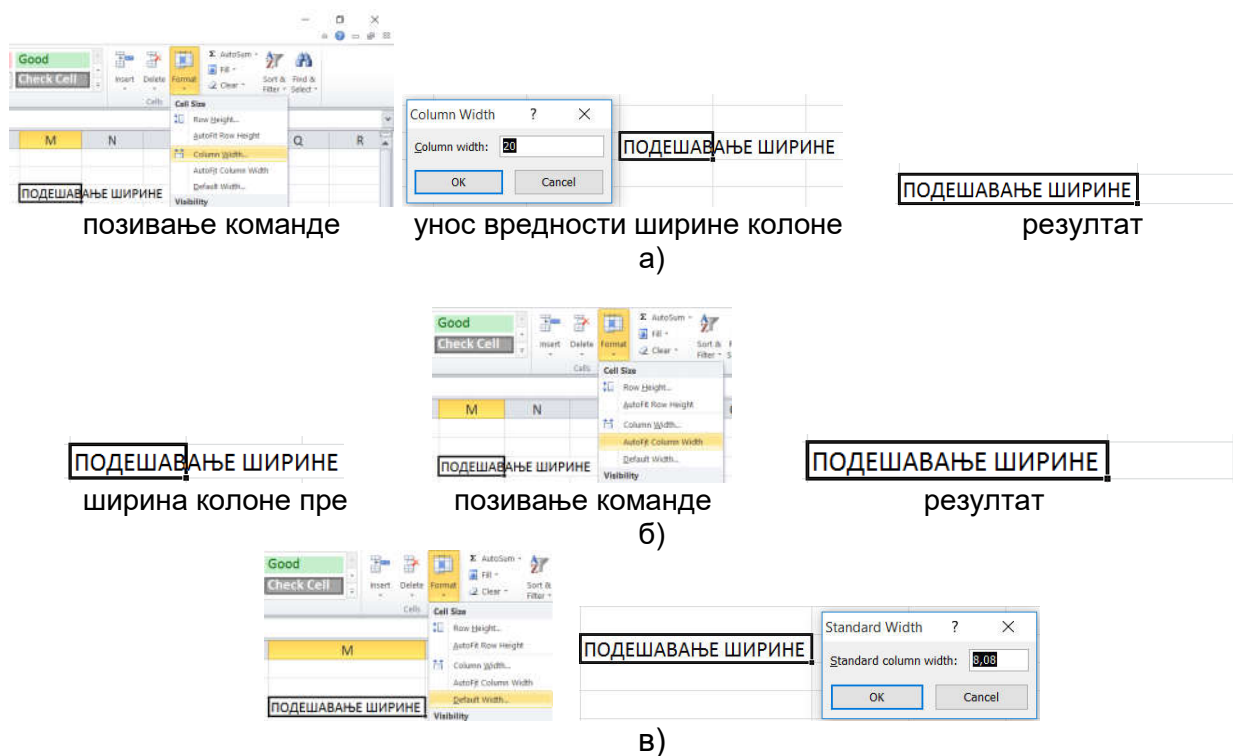 Good
Check Cell
Insert Delete Format
Σ AutoSum
Fill
Clear
Sort & Filter
Find & Select
Cells
Cell Size
Row Height...
AutoFit Row Height
Column Width...
AutoFit Column Width
Default Width...
Visibility
M N Q R
ПОДЕШАВАЊЕ ШИРИНЕ
Column Width ? ×
Column width: 20
OK Cancel
ПОДЕШАВАЊЕ ШИРИНЕ
ПОДЕШАВАЊЕ ШИРИНЕ
позивање команде унос вредности ширине колоне резултат
а)
ПОДЕШАВАЊЕ ШИРИНЕ
Good
Check Cell
Insert Delete Format
Σ AutoSum
Fill
Clear
Sort &
Filter
Cells
Cell Size
Row Height...
AutoFit Row Height
Column Width...
AutoFit Column Width
Default Width...
Visibility
M N
ПОДЕШАВАЊЕ ШИРИНЕ
ПОДЕШАВАЊЕ ШИРИНЕ
ширина колоне пре позивање команде резултат
б)
Good
Check Cell
Insert Delete Format
Σ AutoSum
Fill
Clear
Sort &
Filter
Cells
Cell Size
Row Height...
AutoFit Row Height
Column Width...
AutoFit Column Width
Default Width...
Visibility
M
ПОДЕШАВАЊЕ ШИРИНЕ
ПОДЕШАВАЊЕ ШИРИНЕ
Standard Width ? ×
Standard column width: 8,08
OK Cancel
в)